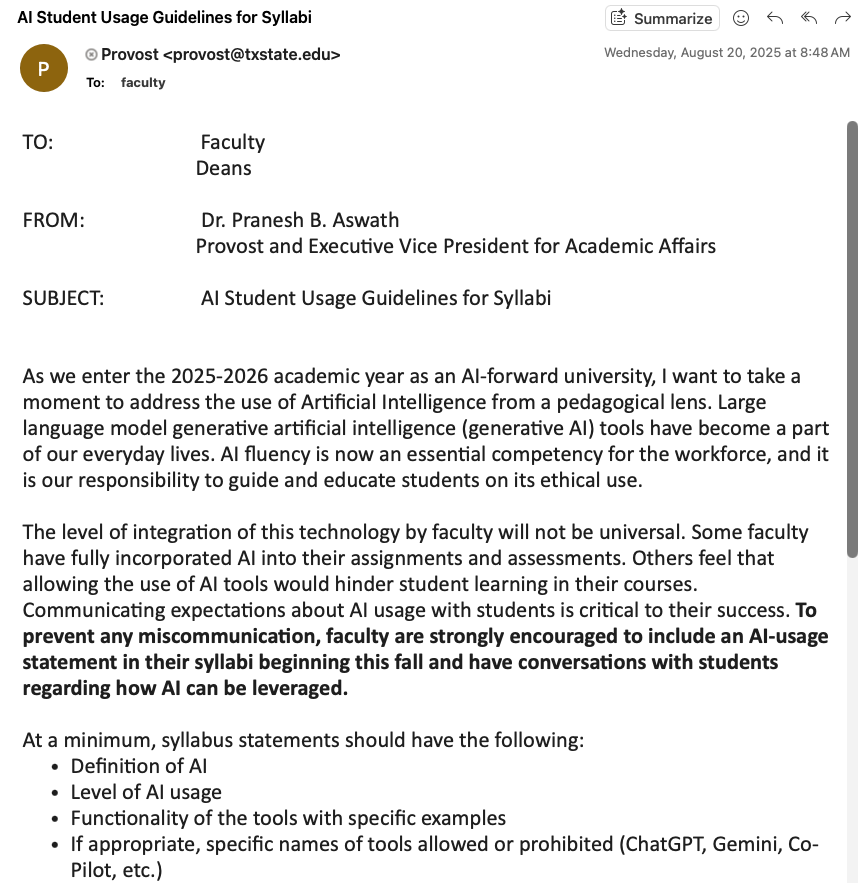 AI Student Usage Guidelines for Syllabi
Summarize
P
Provost <provost@txstate.edu>
Wednesday, August 20, 2025 at 8:48 AM
To: faculty
TO: Faculty
Deans
FROM: Dr. Pranesh B. Aswath
Provost and Executive Vice President for Academic Affairs
SUBJECT: AI Student Usage Guidelines for Syllabi
As we enter the 2025-2026 academic year as an AI-forward university, I want to take a
moment to address the use of Artificial Intelligence from a pedagogical lens. Large
language model generative artificial intelligence (generative AI) tools have become a part
of our everyday lives. AI fluency is now an essential competency for the workforce, and it
is our responsibility to guide and educate students on its ethical use.
The level of integration of this technology by faculty will not be universal. Some faculty
have fully incorporated AI into their assignments and assessments. Others feel that
allowing the use of AI tools would hinder student learning in their courses.
Communicating expectations about AI usage with students is critical to their success. To
prevent any miscommunication, faculty are strongly encouraged to include an AI-usage
statement in their syllabi beginning this fall and have conversations with students
regarding how AI can be leveraged.
At a minimum, syllabus statements should have the following:
• Definition of AI
• Level of AI usage
• Functionality of the tools with specific examples
• If appropriate, specific names of tools allowed or prohibited (ChatGPT, Gemini, Co-
Pilot, etc.)